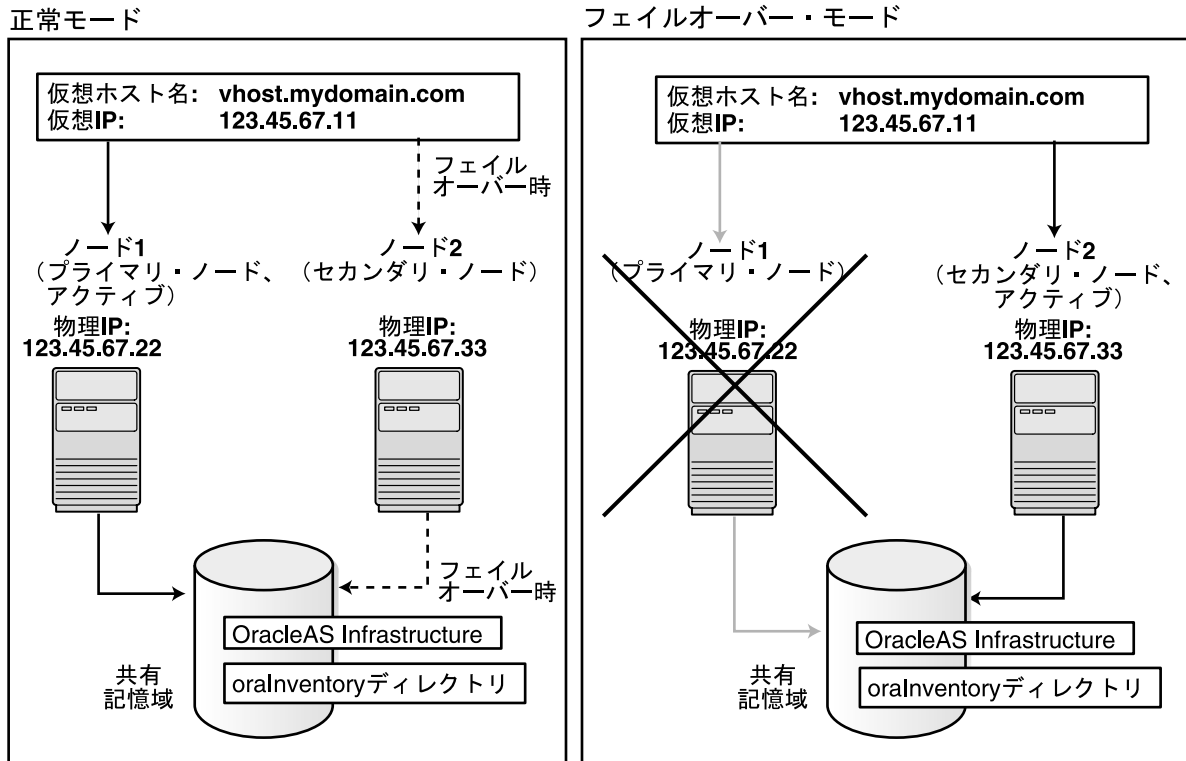 正常モード
仮想ホスト名: vhost.mydomain.com
仮想IP: 123.45.67.11
フェイル
オーバー時
ノード1
（プライマリ・ノード、
アクティブ）
物理IP:
123.45.67.22
ノード2
（セカンダリ・ノード）
物理IP:
123.45.67.33
フェイル
オーバー時
OracleAS Infrastructure
oraInventoryディレクトリ
共有
記憶域
フェイルオーバー・モード
仮想ホスト名: vhost.mydomain.com
仮想IP: 123.45.67.11
ノード1
（プライマリ・ノード）
物理IP:
123.45.67.22
ノード2
（セカンダリ・ノード、
アクティブ）
物理IP:
123.45.67.33
OracleAS Infrastructure
oraInventoryディレクトリ
共有
記憶域